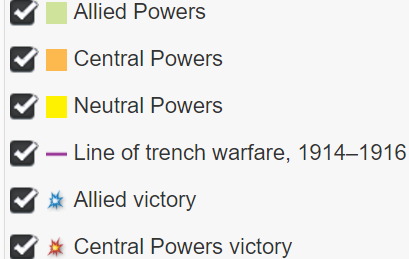 Allied Powers
Central Powers
Neutral Powers
Line of trench warfare, 1914–1916
Allied victory
Central Powers victory